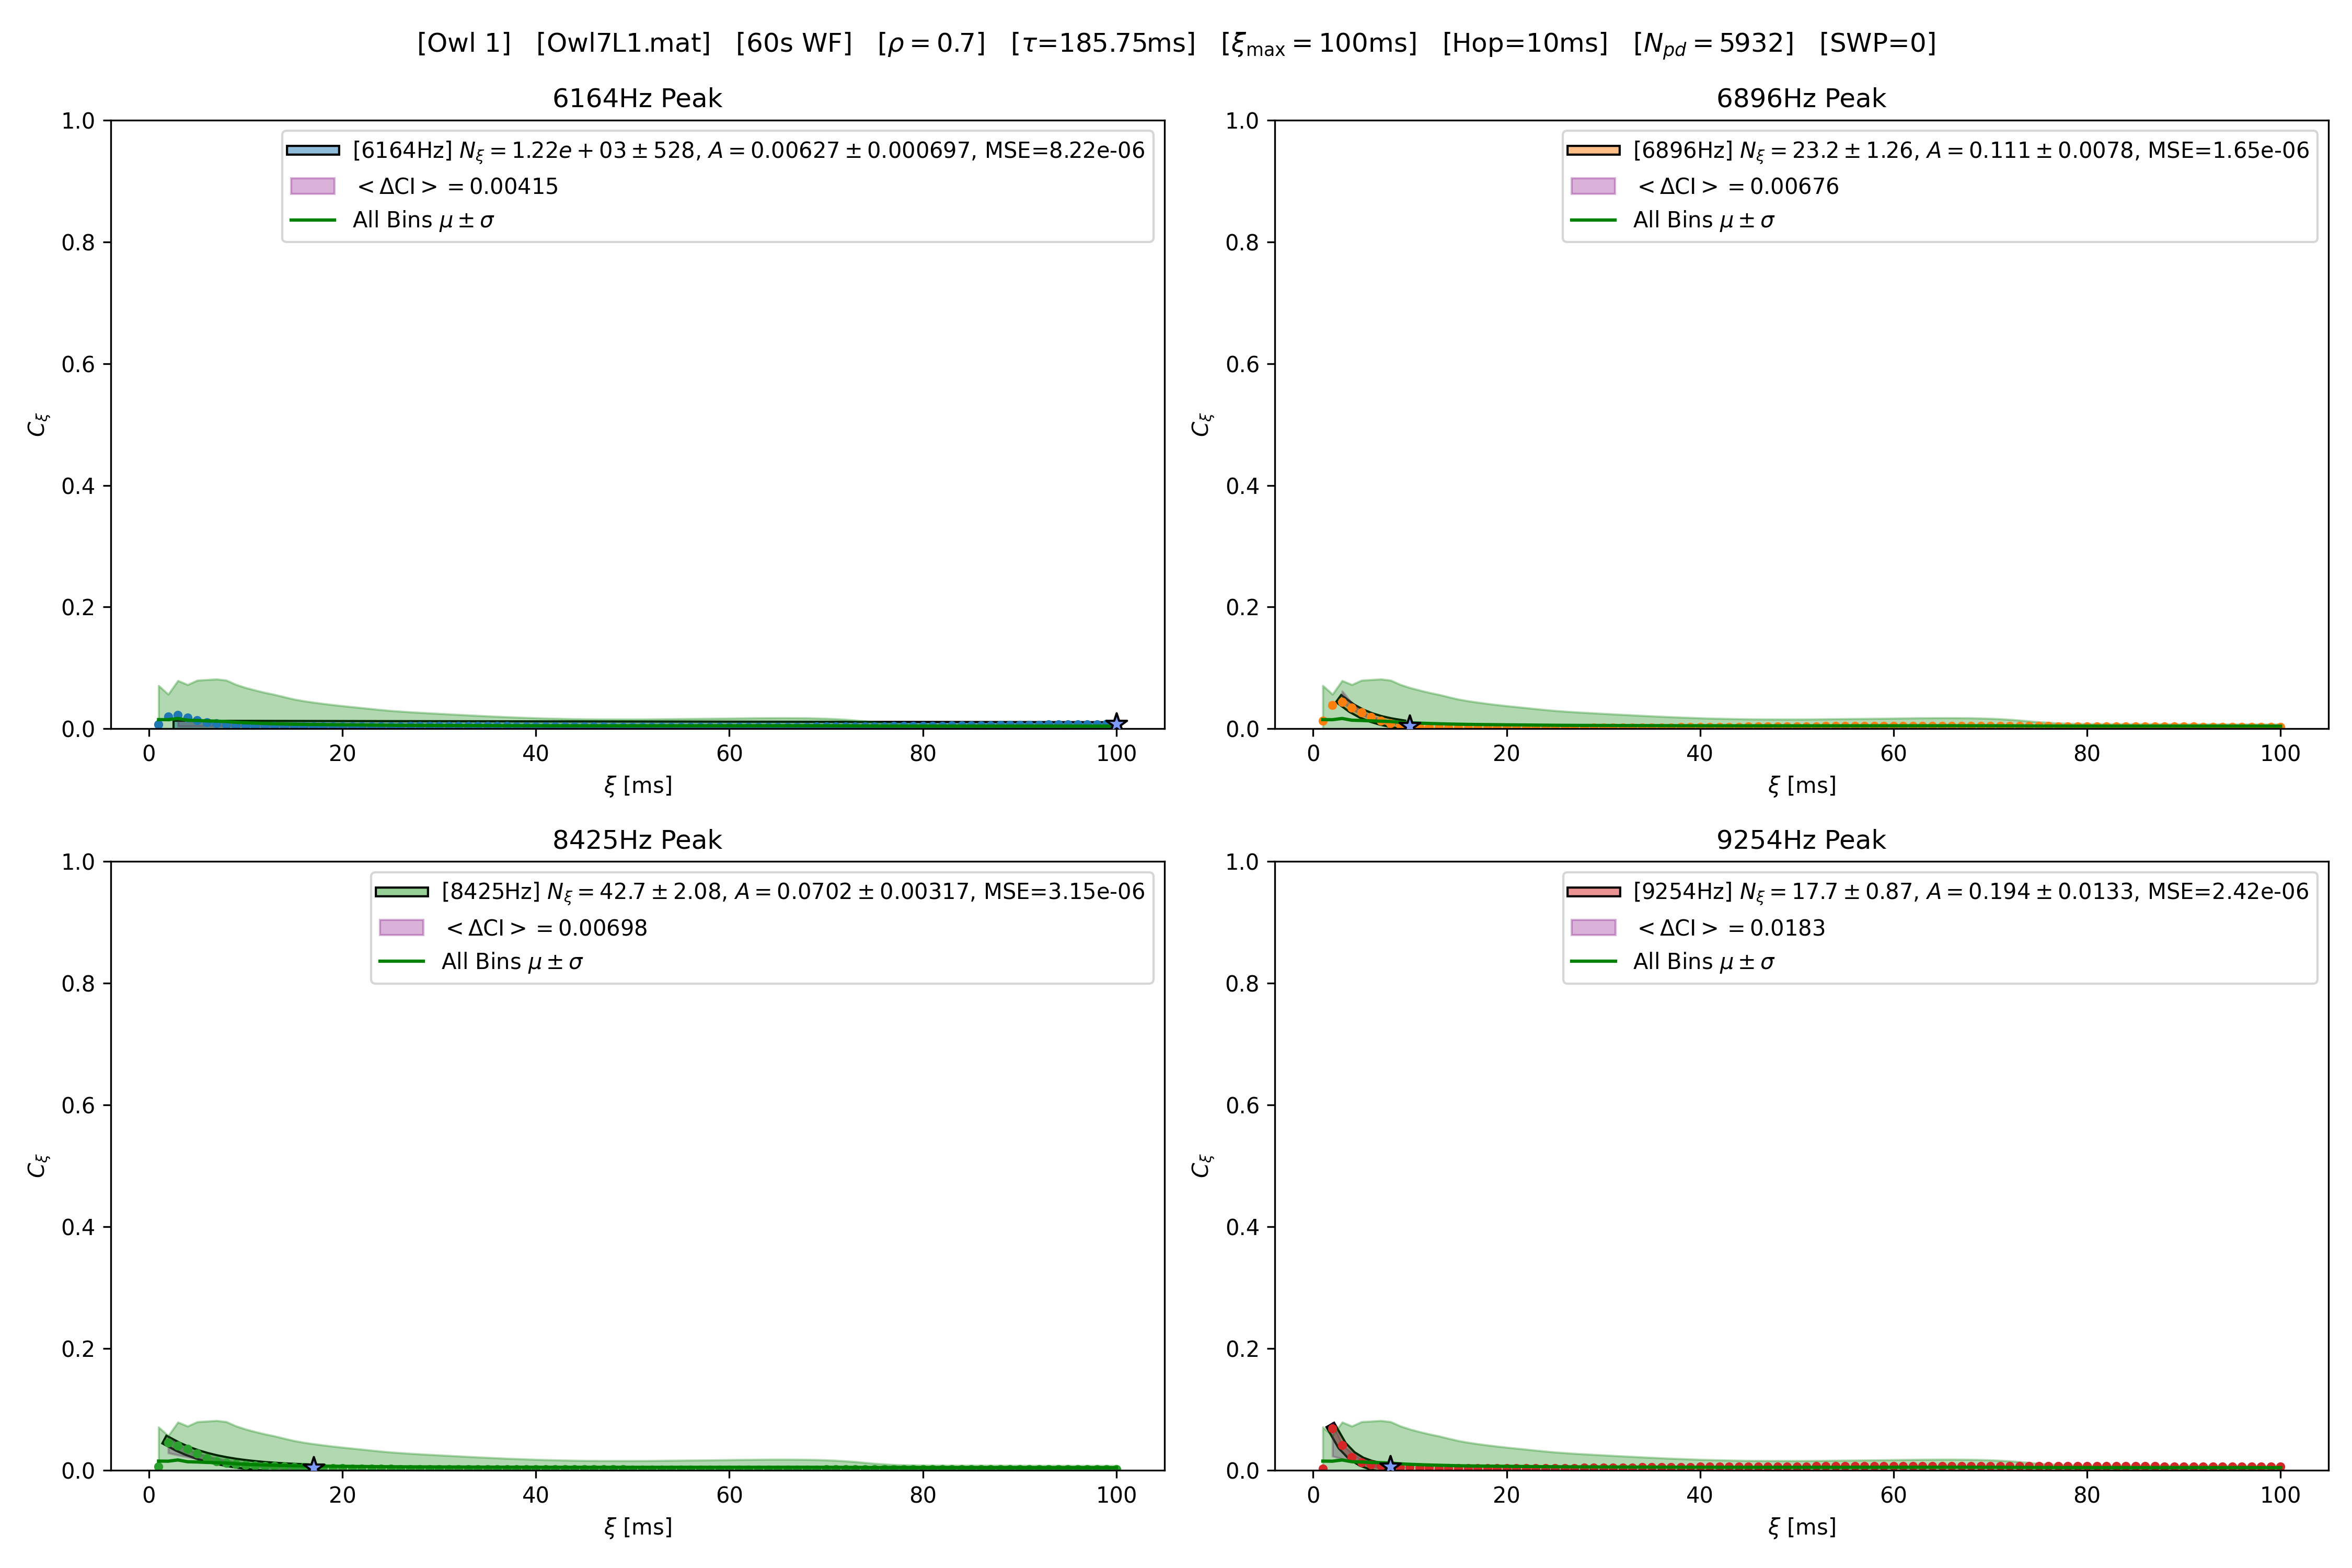 [Owl 1] [Owl7L1.mat] [60s WF] [ρ = 0.7] [τ=185.75ms] [ξmax = 100ms] [Hop=10ms] [Npd = 5932] [SWP=0]
6164Hz Peak
1.0
0.8
0.6
0.4
0.2
0.0
Cξ
[6164Hz] Nξ = 1.22e + 03 ± 528, A = 0.00627 ± 0.000697, MSE=8.22e-06
< ΔCI > = 0.00415
All Bins μ ± σ
0 20 40 60 80 100
ξ [ms]
6896Hz Peak
1.0
0.8
0.6
0.4
0.2
0.0
Cξ
[6896Hz] Nξ = 23.2 ± 1.26, A = 0.111 ± 0.0078, MSE=1.65e-06
< ΔCI > = 0.00676
All Bins μ ± σ
0 20 40 60 80 100
ξ [ms]
8425Hz Peak
1.0
0.8
0.6
0.4
0.2
0.0
Cξ
[8425Hz] Nξ = 42.7 ± 2.08, A = 0.0702 ± 0.00317, MSE=3.15e-06
< ΔCI > = 0.00698
All Bins μ ± σ
0 20 40 60 80 100
ξ [ms]
9254Hz Peak
1.0
0.8
0.6
0.4
0.2
0.0
Cξ
[9254Hz] Nξ = 17.7 ± 0.87, A = 0.194 ± 0.0133, MSE=2.42e-06
< ΔCI > = 0.0183
All Bins μ ± σ
0 20 40 60 80 100
ξ [ms]